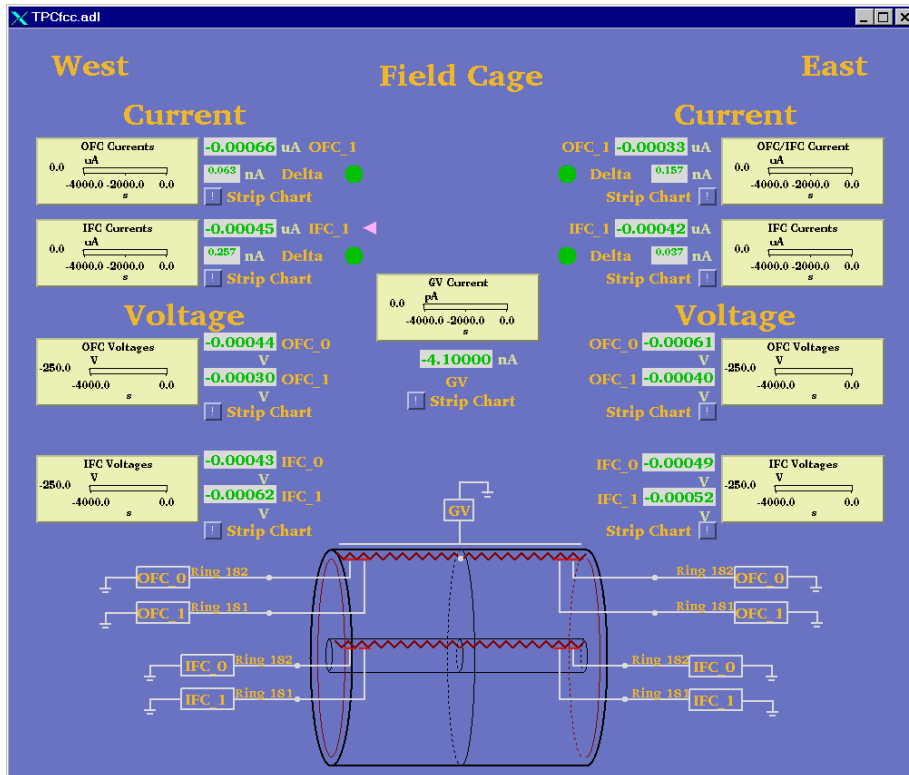 TPCfcc.adl
West
Field Cage
East
Current
Current
OFC Currents
uA
0.0
-4000.0 -2000.0 0.0
s
-0.00066 uA OFC_1
0.063 nA Delta
! Strip Chart
OFC_1 -0.00033 uA
Delta 0.157 nA
Strip Chart !
OFC/IFC Current
uA
0.0
-4000.0 -2000.0 0.0
s
IFC Currents
uA
0.0
-4000.0 -2000.0 0.0
s
-0.00045 uA IFC_1
0.257 nA Delta
! Strip Chart
IFC_1 -0.00042 uA
Delta 0.037 nA
Strip Chart !
IFC Currents
uA
0.0
-4000.0 -2000.0 0.0
s
GV Current
pA
0.0
-4000.0 -2000.0 0.0
s
-4.10000 nA
GV
! Strip Chart
Voltage
Voltage
OFC Voltages
V
-250.0
-4000.0 0.0
s
-0.00044 OFC_0
V
-0.00030 OFC_1
V
! Strip Chart
OFC_0 -0.00061
V
OFC_1 -0.00040
V
Strip Chart !
OFC Voltages
V
-250.0
-4000.0 0.0
s
IFC Voltages
V
-250.0
-4000.0 0.0
s
-0.00043 IFC_0
V
-0.00062 IFC_1
V
! Strip Chart
IFC_0 -0.00049
V
IFC_1 -0.00052
V
Strip Chart !
IFC Voltages
V
-250.0
-4000.0 0.0
s
GV
OFC_0 Ring 182
Ring 182 OFC_0
OFC_1 Ring 181
Ring 181 OFC_1
IFC_0 Ring 182
Ring 182 IFC_0
IFC_1 Ring 181
Ring 181 IFC_1